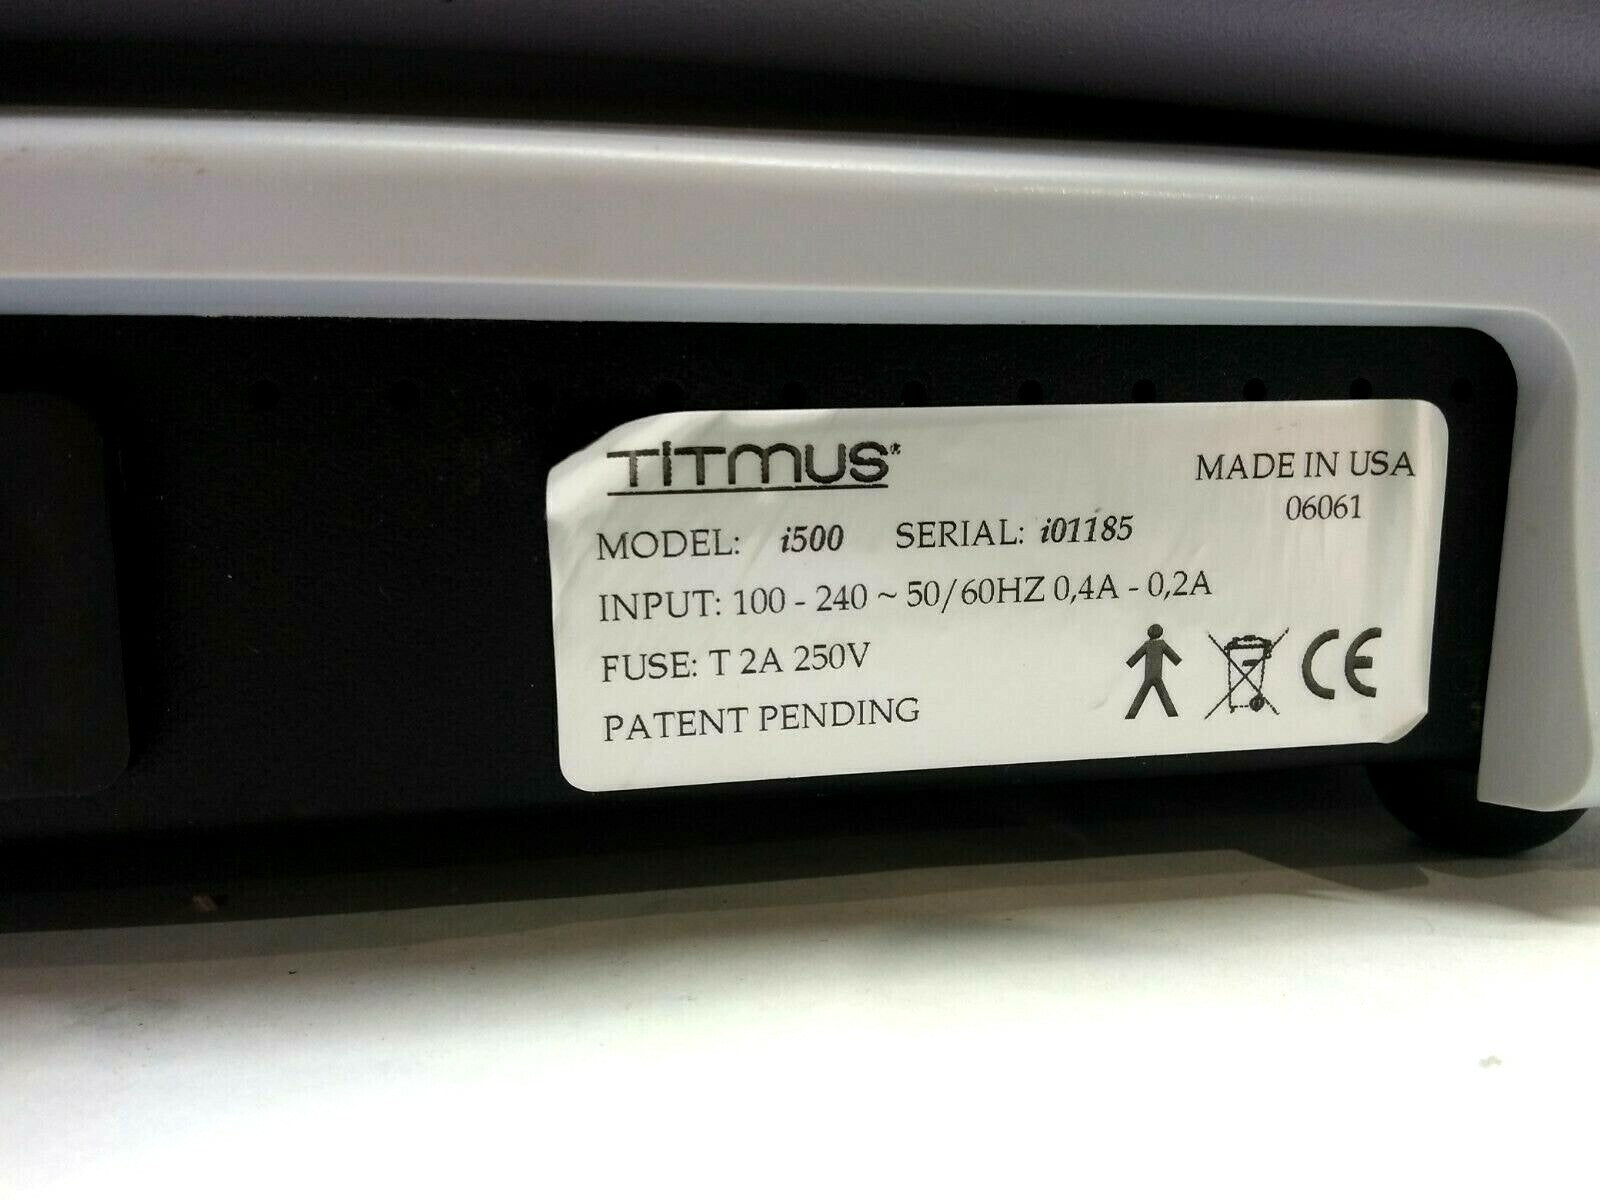 TiTMUS®
MADE IN USA
06061
MODEL: i500 SERIAL: i01185
INPUT: 100 - 240 ~ 50/60HZ 0,4A - 0,2A
FUSE: T 2A 250V
PATENT PENDING
CE